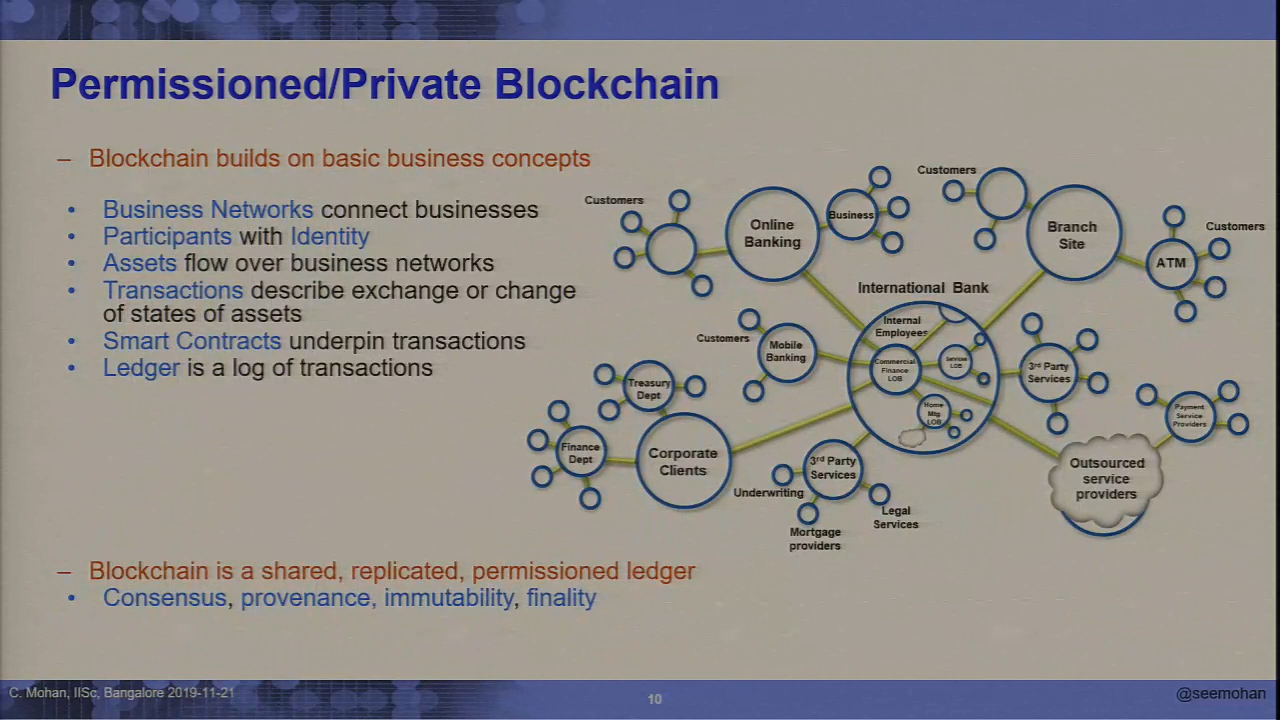 Permissioned/Private Blockchain
– Blockchain builds on basic business concepts
• Business Networks connect businesses
• Participants with Identity
• Assets flow over business networks
• Transactions describe exchange or change
of states of assets
• Smart Contracts underpin transactions
• Ledger is a log of transactions
Customers
Online
Banking
Business
Customers
Branch
Site
Customers
ATM
International Bank
Internal
Employees
Commercial
Finance
LOB
Services
LOB
Home
Mtg
LOB
Customers
Mobile
Banking
3rd Party
Services
Treasury
Dept
Finance
Dept
Corporate
Clients
3rd Party
Services
Underwriting
Mortgage
providers
Legal
Services
Payment
Service
Providers
Outsourced
service
providers
– Blockchain is a shared, replicated, permissioned ledger
• Consensus, provenance, immutability, finality
C. Mohan, IISc, Bangalore 2019-11-21
10
@seemohan